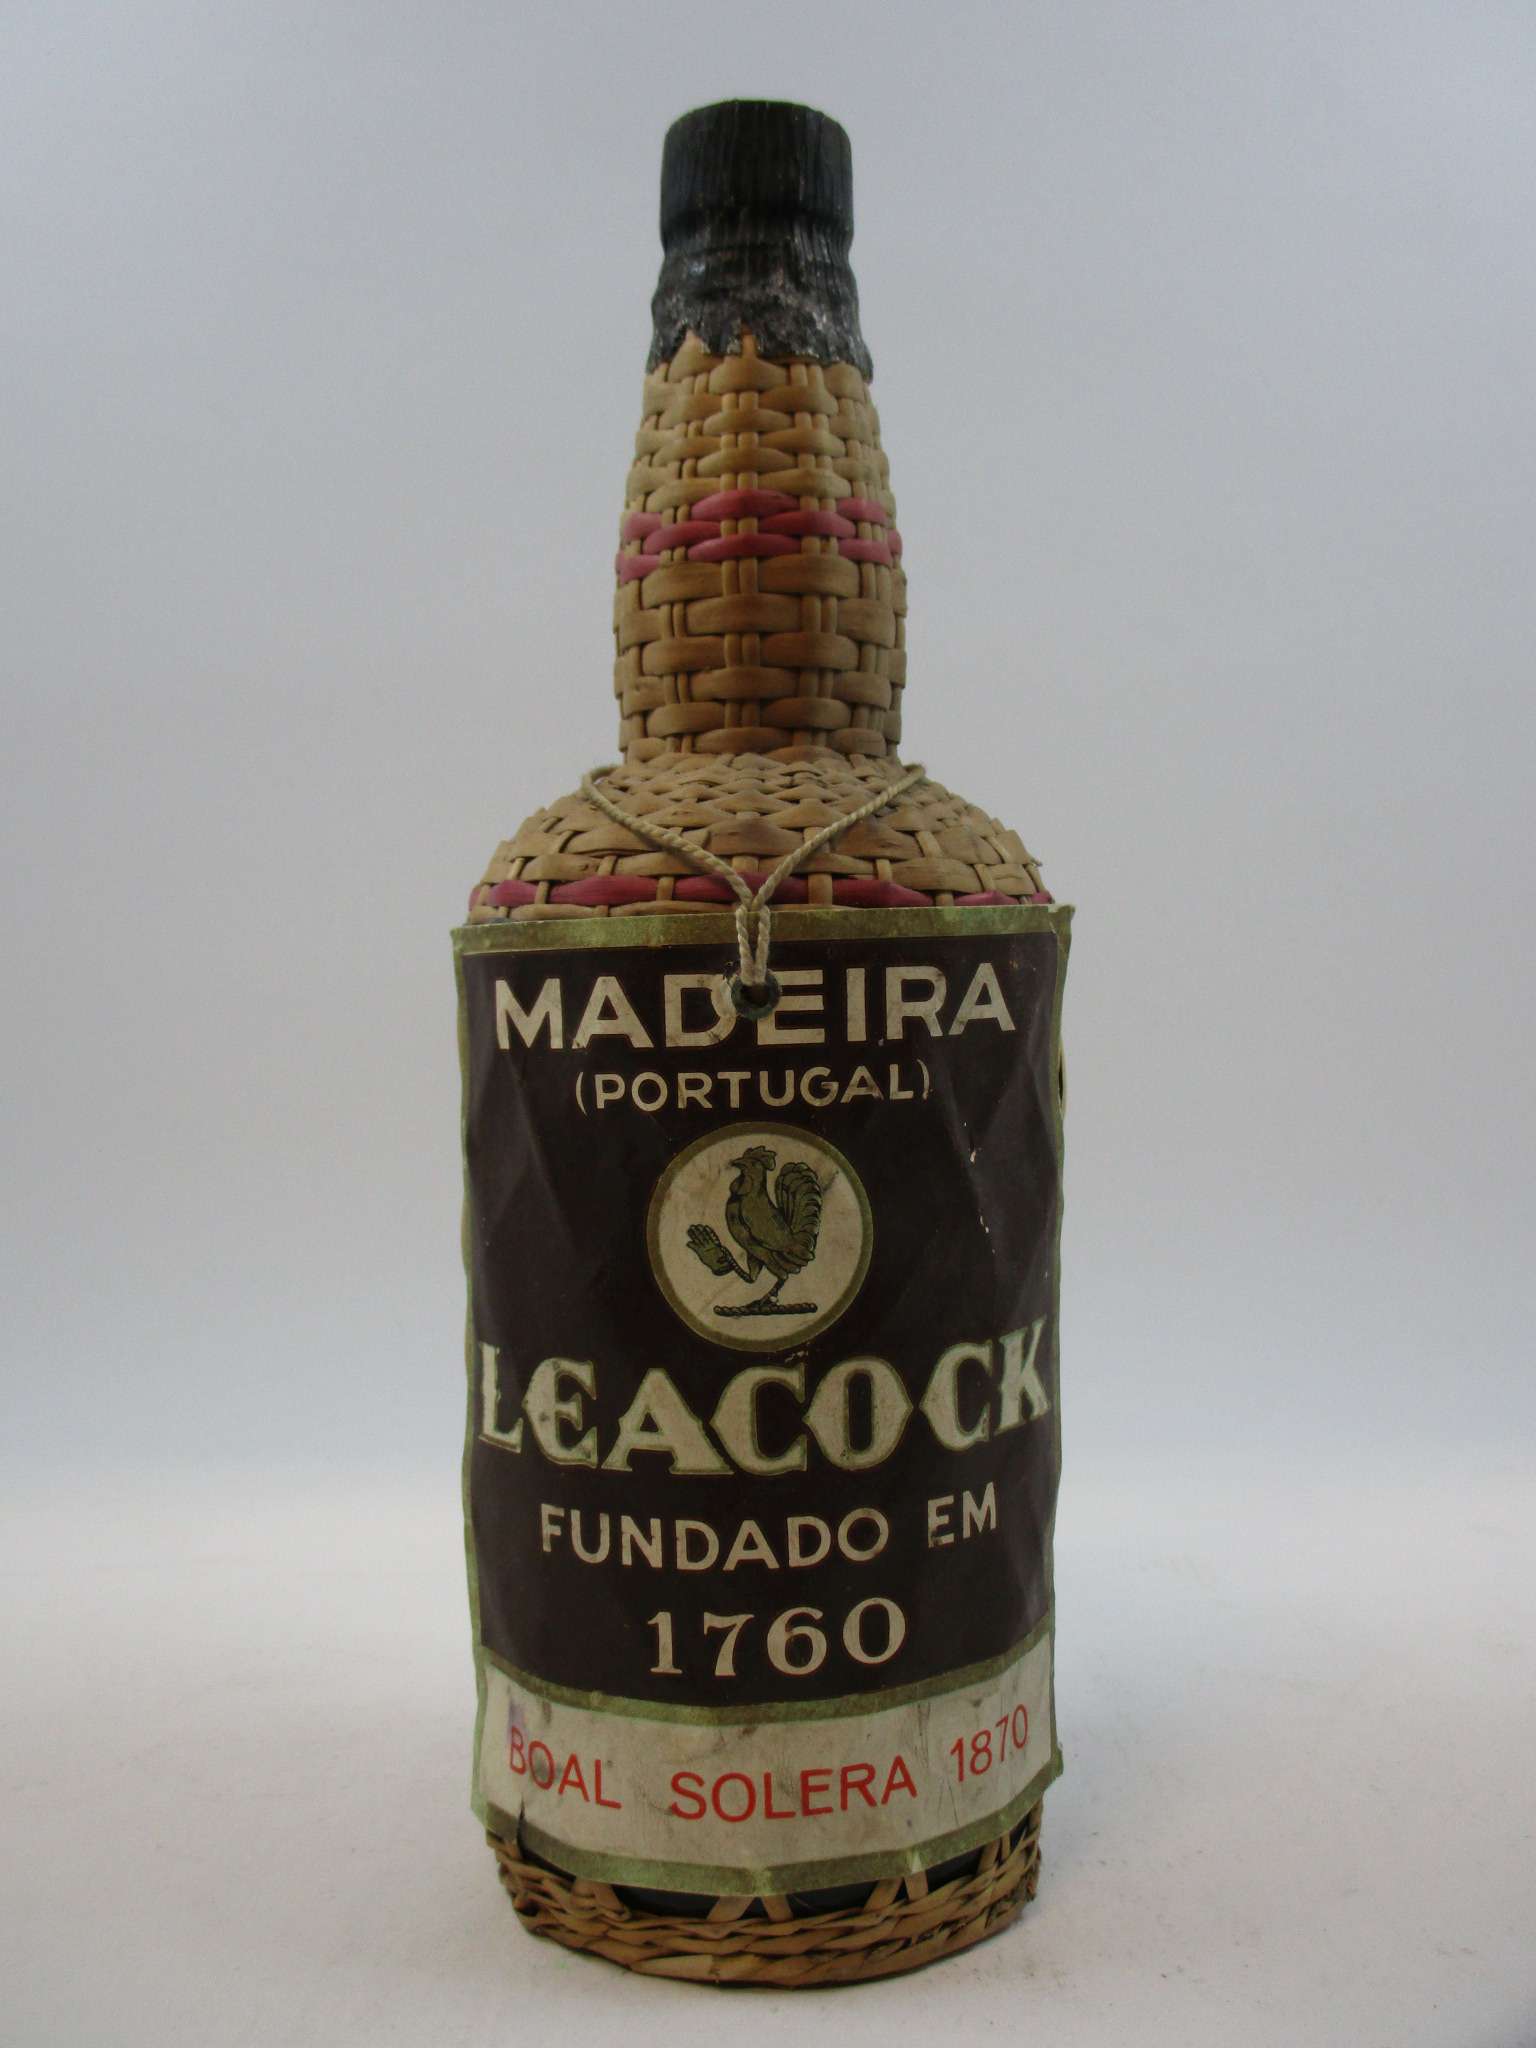 MADEIRA
(PORTUGAL)
LEACOCK
FUNDADO EM
1760
BOAL SOLERA 1870